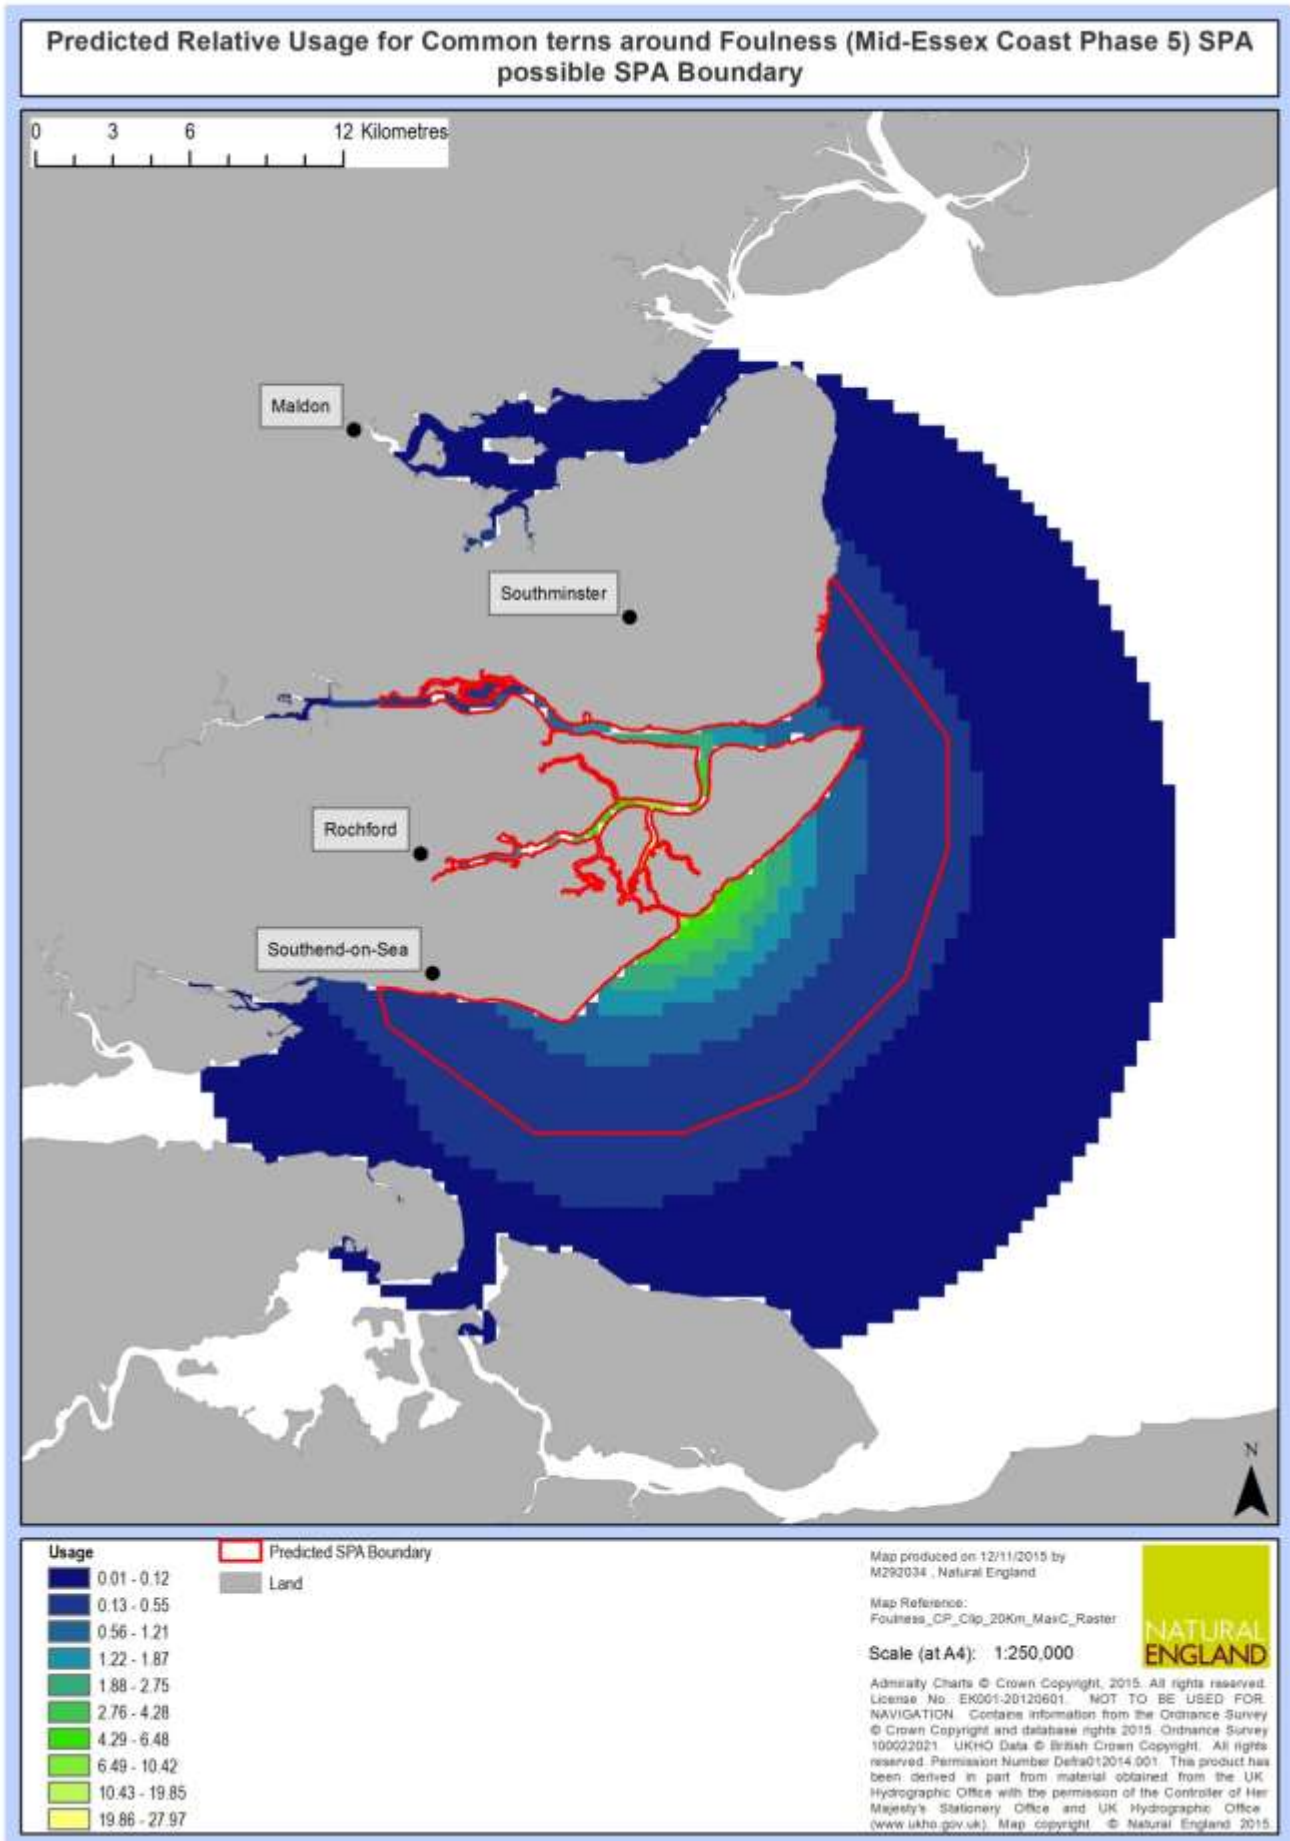 Predicted Relative Usage for Common terns around Foulness (Mid-Essex Coast Phase 5) SPA
possible SPA Boundary
0 3 6 12 Kilometres
Maldon
Southminster
Rochford
Southend-on-Sea
N
Usage
0.01 - 0.12
0.13 - 0.55
0.56 - 1.21
1.22 - 1.87
1.88 - 2.75
2.76 - 4.28
4.29 - 6.48
6.49 - 10.42
10.43 - 19.85
19.86 - 27.97
Predicted SPA Boundary
Land
Map produced on 12/11/2015 by
M292034 , Natural England
Map Reference:
Foulness_CP_Clip_20Km_MaxC_Raster
Scale (at A4): 1:250,000
NATURAL
ENGLAND
Admiralty Charts © Crown Copyright, 2015. All rights reserved.
License No. EK001-20120601. NOT TO BE USED FOR
NAVIGATION. Contains information from the Ordnance Survey
© Crown Copyright and database rights 2015. Ordnance Survey
100022021. UKHO Data © British Crown Copyright. All rights
reserved. Permission Number Defra012014.001. This product has
been derived in part from material obtained from the UK
Hydrographic Office with the permission of the Controller of Her
Majesty's Stationery Office and UK Hydrographic Office
(www.ukho.gov.uk). Map copyright © Natural England 2015.